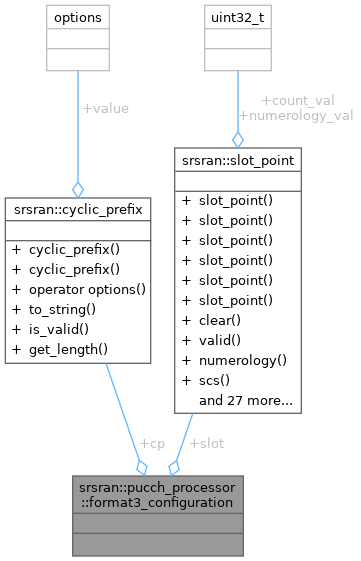 options
uint32_t
+value
+count_val
+numerology_val
srsran::slot_point
+ slot_point()
+ slot_point()
+ slot_point()
+ slot_point()
+ slot_point()
+ slot_point()
+ clear()
+ valid()
+ numerology()
+ scs()
and 27 more...
srsran::cyclic_prefix
+ cyclic_prefix()
+ cyclic_prefix()
+ operator options()
+ to_string()
+ is_valid()
+ get_length()
+cp
+slot
srsran::pucch_processor
::format3_configuration